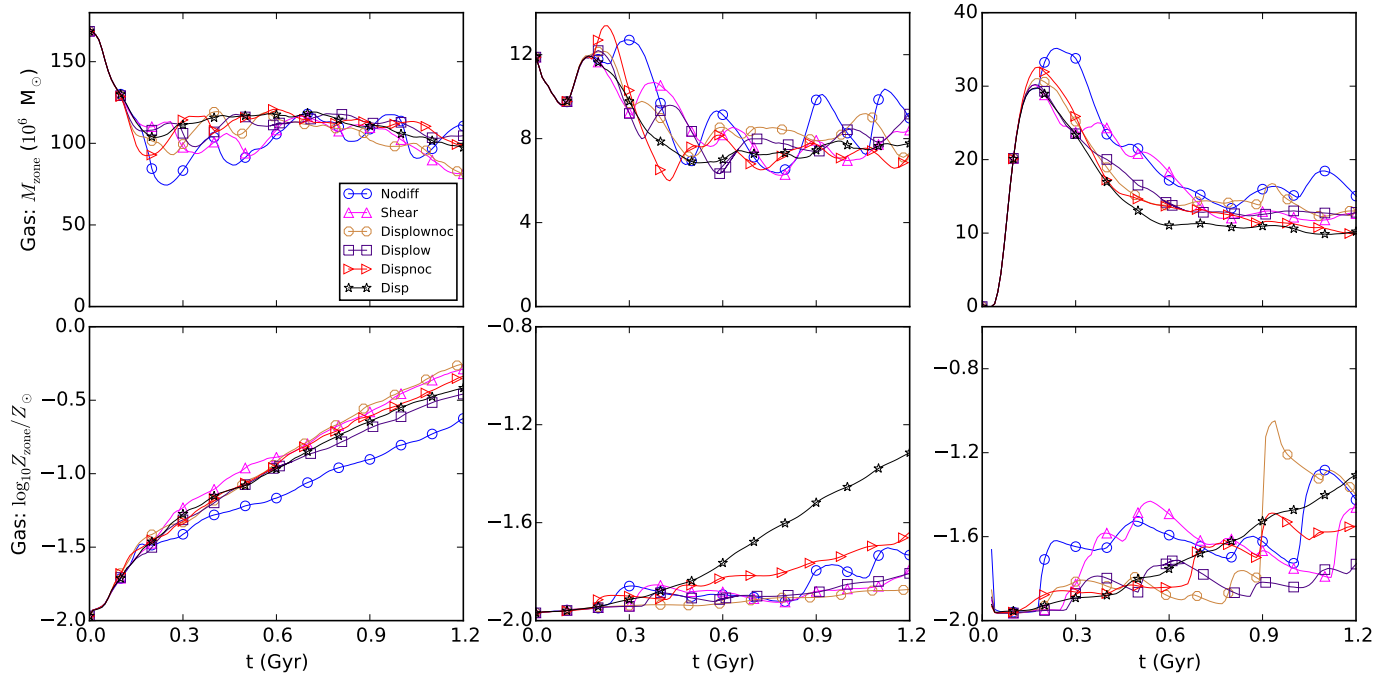 Gas: M_zone (10^6 M_⊙)
150
100
50
0
Nodiff
Shear
Displownoc
Displow
Dispnoc
Disp
12
8
4
0
40
30
20
10
0
Gas: log_10 Z_zone/Z_⊙
0.0
−0.5
−1.0
−1.5
−2.0
0.0 0.3 0.6 0.9 1.2
t (Gyr)
−0.8
−1.2
−1.6
−2.0
0.0 0.3 0.6 0.9 1.2
t (Gyr)
−0.8
−1.2
−1.6
−2.0
0.0 0.3 0.6 0.9 1.2
t (Gyr)